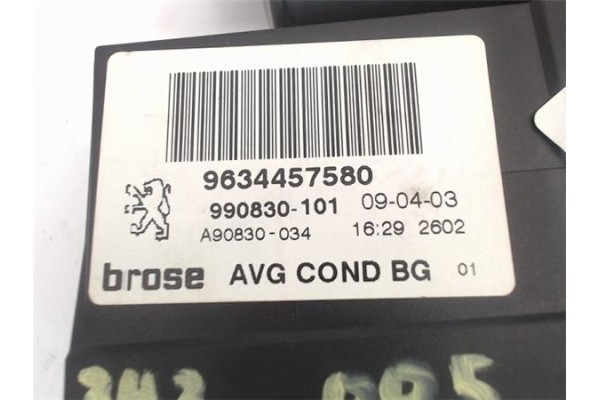 9634457580
990830-101 09-04-03
A90830-034 16:29 2602
brose AVG COND BG 01